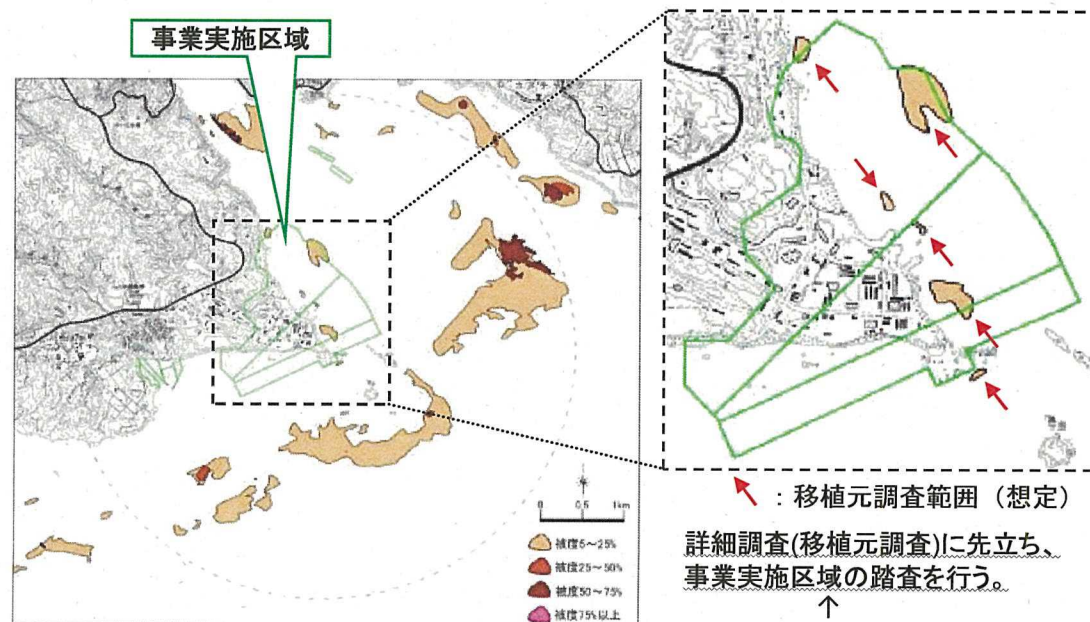 事業実施区域
0 0.5 1km
被度5~25%
被度25~50%
被度50~75%
被度75%以上
:移植元調査範囲(想定)
詳細調査(移植元調査)に先立ち、
事業実施区域の踏査を行う。
↑